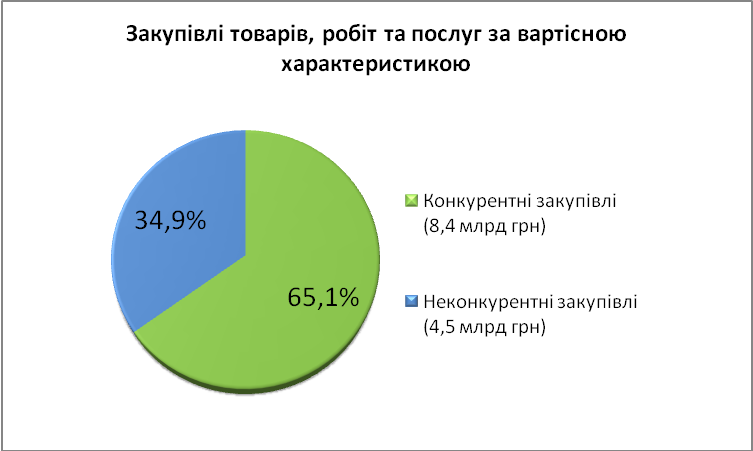 Закупівлі товарів, робіт та послуг за вартісною
характеристикою
34,9%
65,1%
Конкурентні закупівлі
(8,4 млрд грн)
Неконкурентні закупівлі
(4,5 млрд грн)